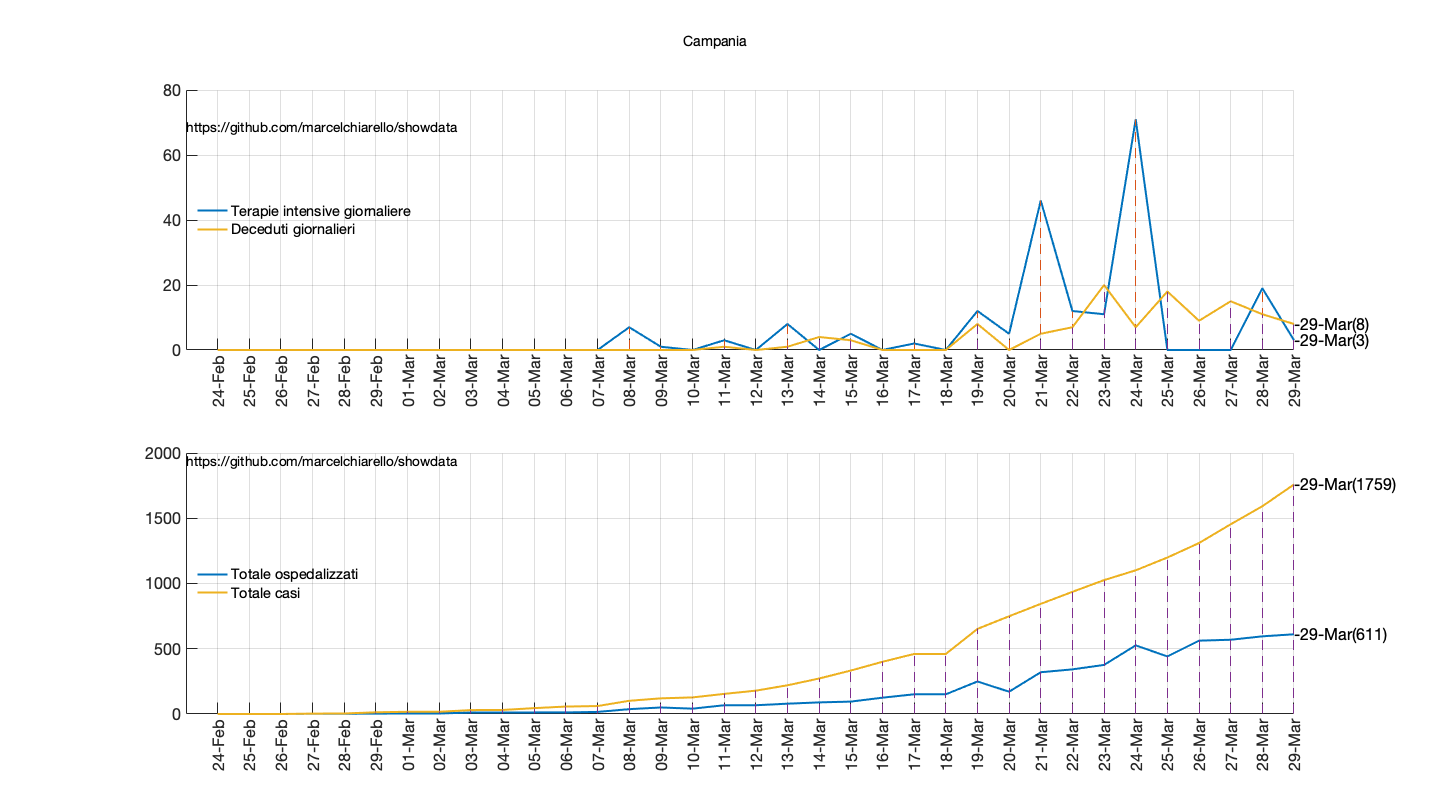 Campania
80
60
40
20
0
https://github.com/marcelchiarello/showdata
Terapie intensive giornaliere
Deceduti giornalieri
-29-Mar(8)
-29-Mar(3)
24-Feb
25-Feb
26-Feb
27-Feb
28-Feb
29-Feb
01-Mar
02-Mar
03-Mar
04-Mar
05-Mar
06-Mar
07-Mar
08-Mar
09-Mar
10-Mar
11-Mar
12-Mar
13-Mar
14-Mar
15-Mar
16-Mar
17-Mar
18-Mar
19-Mar
20-Mar
21-Mar
22-Mar
23-Mar
24-Mar
25-Mar
26-Mar
27-Mar
28-Mar
29-Mar
2000
1500
1000
500
0
https://github.com/marcelchiarello/showdata
Totale ospedalizzati
Totale casi
-29-Mar(1759)
-29-Mar(611)
24-Feb
25-Feb
26-Feb
27-Feb
28-Feb
29-Feb
01-Mar
02-Mar
03-Mar
04-Mar
05-Mar
06-Mar
07-Mar
08-Mar
09-Mar
10-Mar
11-Mar
12-Mar
13-Mar
14-Mar
15-Mar
16-Mar
17-Mar
18-Mar
19-Mar
20-Mar
21-Mar
22-Mar
23-Mar
24-Mar
25-Mar
26-Mar
27-Mar
28-Mar
29-Mar